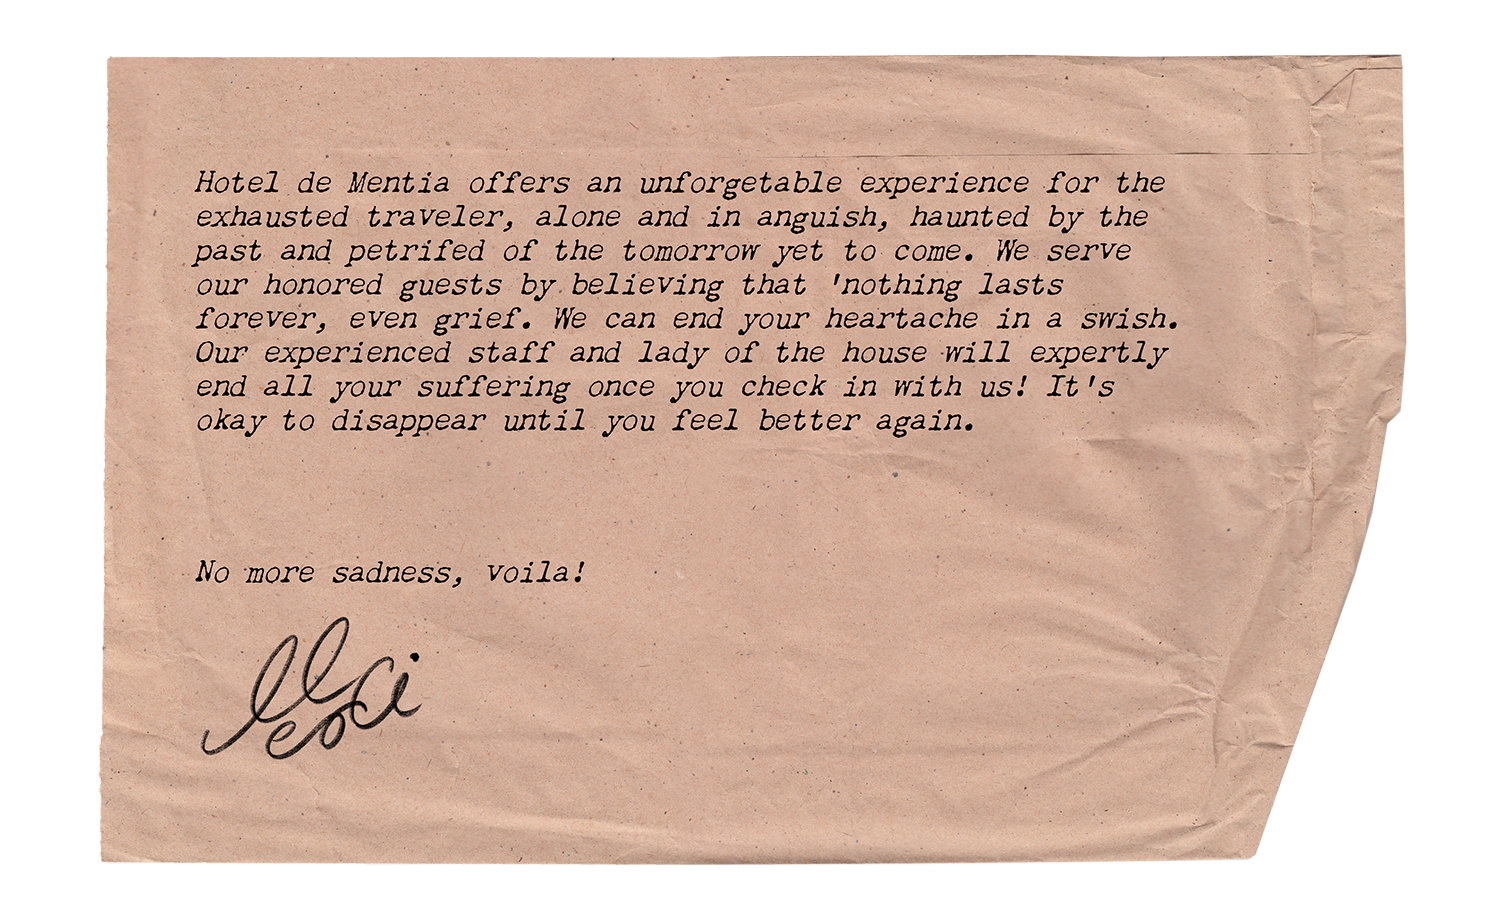 Hotel de Mentia offers an unforgetable experience for the
exhausted traveler, alone and in anguish, haunted by the
past and petrifed of the tomorrow yet to come. We serve
our honored guests by believing that 'nothing lasts
forever, even grief. We can end your heartache in a swish.
Our experienced staff and lady of the house will expertly
end all your suffering once you check in with us! It's
okay to disappear until you feel better again.
No more sadness, voila!